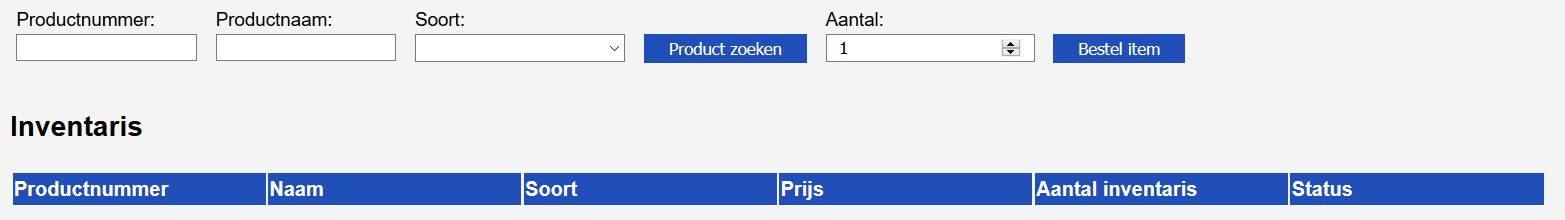 Productnummer: Productnaam: Soort: Aantal:
Product zoeken 1 Bestel item
Inventaris
Productnummer Naam Soort Prijs Aantal inventaris Status